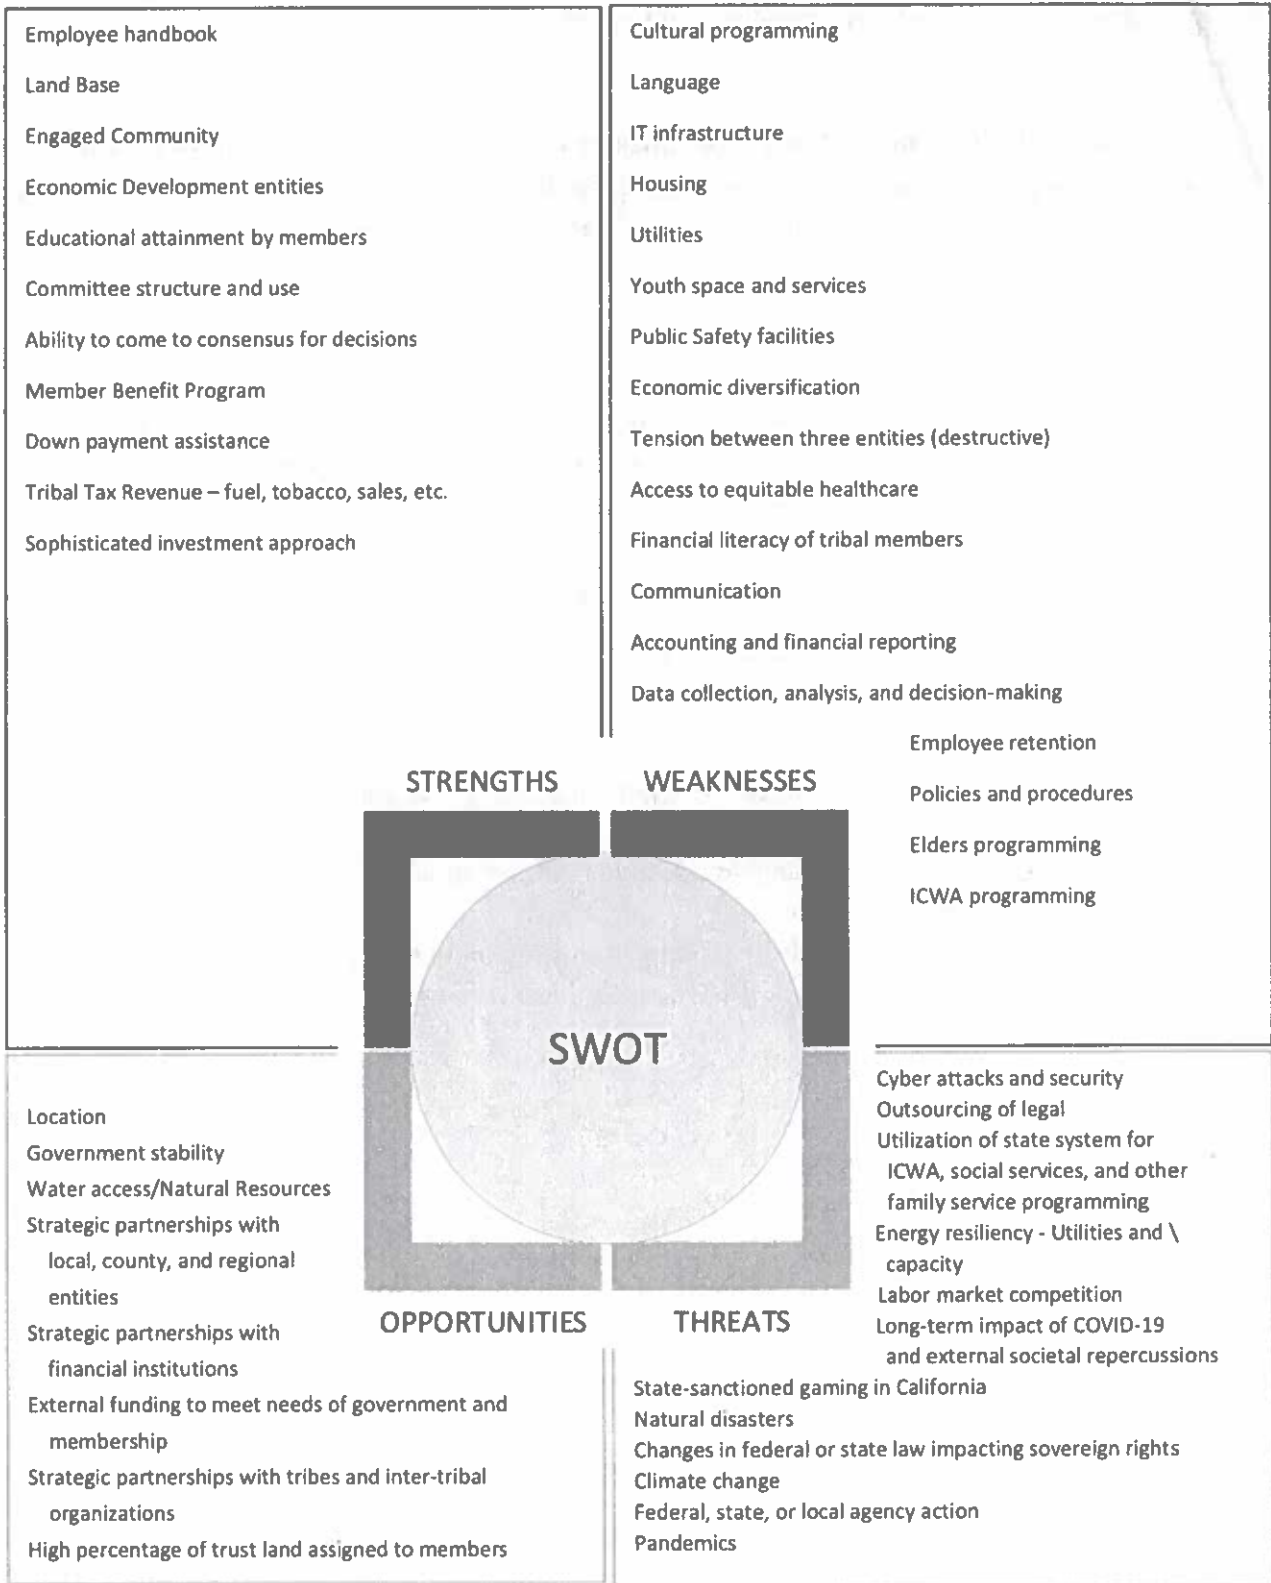 Employee handbook
Land Base
Engaged Community
Economic Development entities
Educational attainment by members
Committee structure and use
Ability to come to consensus for decisions
Member Benefit Program
Down payment assistance
Tribal Tax Revenue – fuel, tobacco, sales, etc.
Sophisticated investment approach
STRENGTHS
Cultural programming
Language
IT infrastructure
Housing
Utilities
Youth space and services
Public Safety facilities
Economic diversification
Tension between three entities (destructive)
Access to equitable healthcare
Financial literacy of tribal members
Communication
Accounting and financial reporting
Data collection, analysis, and decision-making
Employee retention
Policies and procedures
Elders programming
ICWA programming
WEAKNESSES
SWOT
Location
Government stability
Water access/Natural Resources
Strategic partnerships with
local, county, and regional
entities
Strategic partnerships with
financial institutions
External funding to meet needs of government and
membership
Strategic partnerships with tribes and inter-tribal
organizations
High percentage of trust land assigned to members
OPPORTUNITIES
THREATS
Cyber attacks and security
Outsourcing of legal
Utilization of state system for
ICWA, social services, and other
family service programming
Energy resiliency - Utilities and \
capacity
Labor market competition
Long-term impact of COVID-19
and external societal repercussions
State-sanctioned gaming in California
Natural disasters
Changes in federal or state law impacting sovereign rights
Climate change
Federal, state, or local agency action
Pandemics